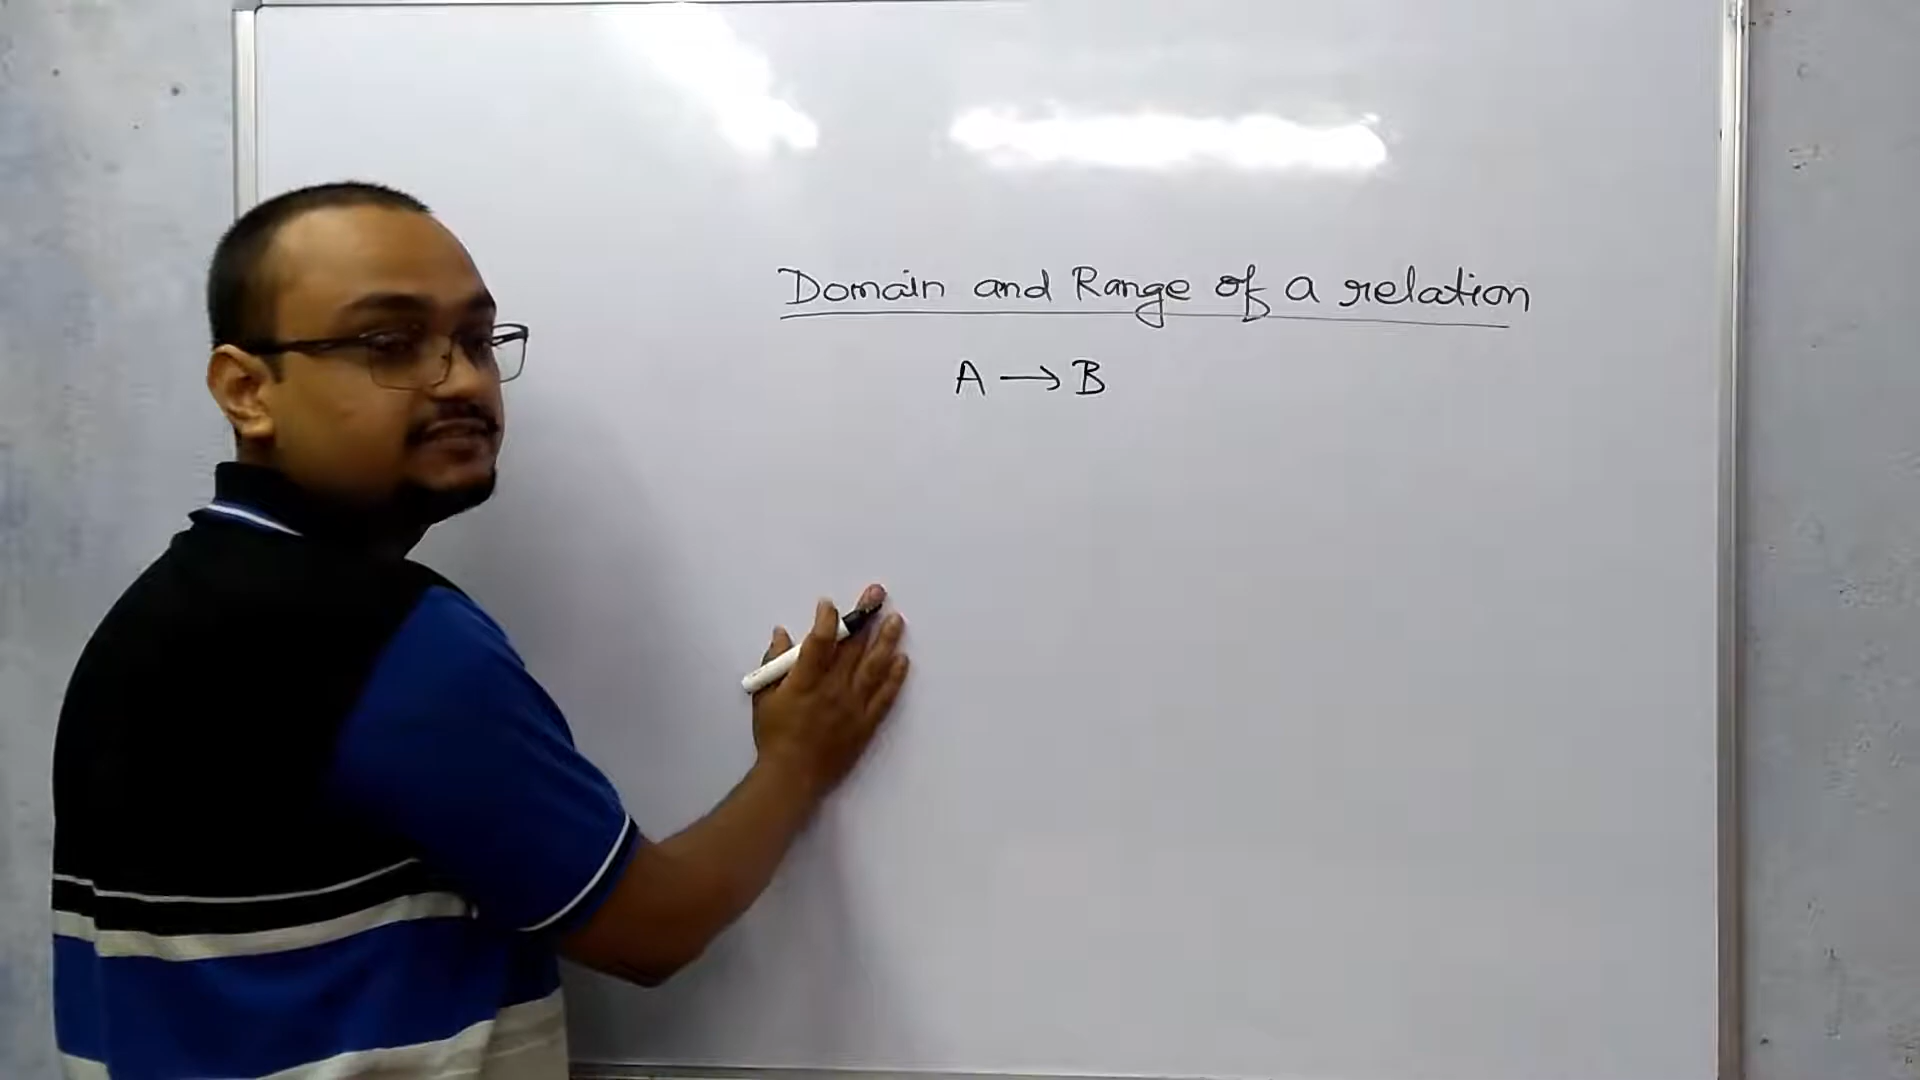 Domain and Range of a relation
A → B